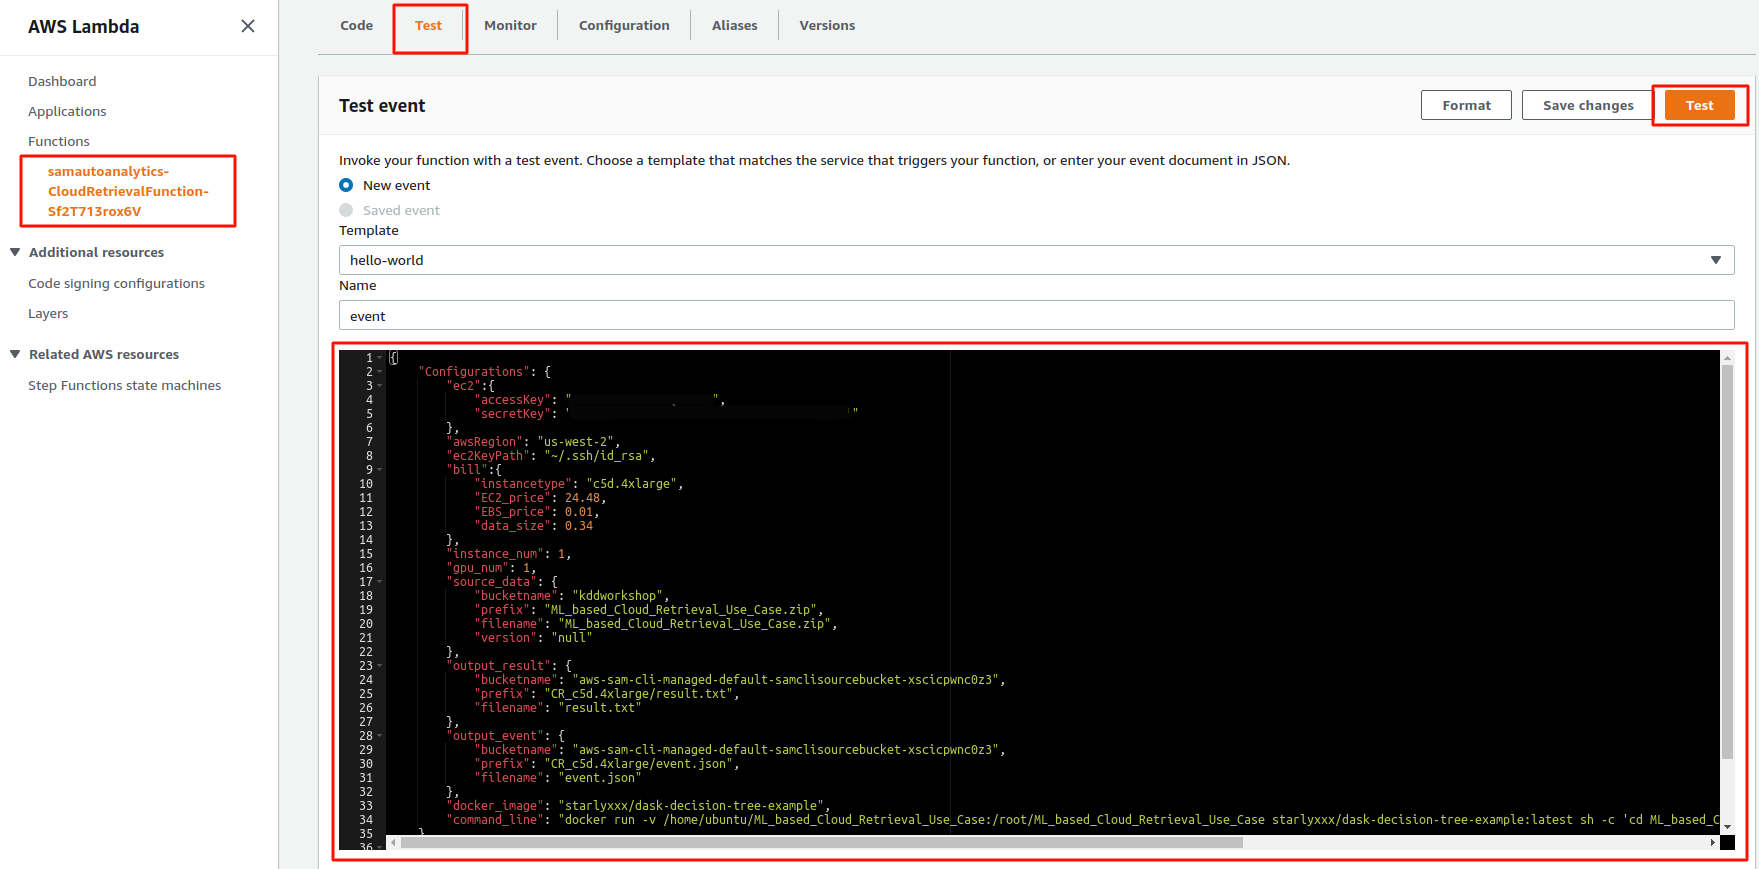 AWS Lambda
Dashboard
Applications
Functions
samautoanalytics-
CloudRetrievalFunction-
Sf2T713rox6V
Additional resources
Code signing configurations
Layers
Related AWS resources
Step Functions state machines
Code Test Monitor Configuration Aliases Versions
Test event
Format Save changes Test
Invoke your function with a test event. Choose a template that matches the service that triggers your function, or enter your event document in JSON.
New event
Saved event
Template
hello-world
Name
event
1 {
2 "Configurations": {
3 "ec2":{
4 "accessKey": " ",
5 "secretKey": " "
6 },
7 "awsRegion": "us-west-2",
8 "ec2KeyPath": "~/.ssh/id_rsa",
9 "bill":{
10 "instancetype": "c5d.4xlarge",
11 "EC2_price": 24.48,
12 "EBS_price": 0.01,
13 "data_size": 0.34
14 },
15 "instance_num": 1,
16 "gpu_num": 1,
17 "source_data": {
18 "bucketname": "kddworkshop",
19 "prefix": "ML_based_Cloud_Retrieval_Use_Case.zip",
20 "filename": "ML_based_Cloud_Retrieval_Use_Case.zip",
21 "version": "null"
22 },
23 "output_result": {
24 "bucketname": "aws-sam-cli-managed-default-samclisourcebucket-xscicpwnc0z3",
25 "prefix": "CR_c5d.4xlarge/result.txt",
26 "filename": "result.txt"
27 },
28 "output_event": {
29 "bucketname": "aws-sam-cli-managed-default-samclisourcebucket-xscicpwnc0z3",
30 "prefix": "CR_c5d.4xlarge/event.json",
31 "filename": "event.json"
32 },
33 "docker_image": "starlyxxx/dask-decision-tree-example",
34 "command_line": "docker run -v /home/ubuntu/ML_based_Cloud_Retrieval_Use_Case:/root/ML_based_Cloud_Retrieval_Use_Case starlyxxx/dask-decision-tree-example:latest sh -c 'cd ML_based_C
35 }
36